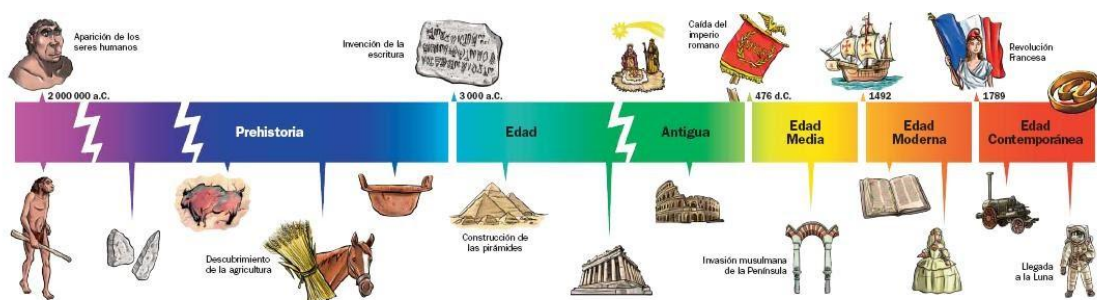 Aparición de los
seres humanos
Invención de la
escritura
Caída del
imperio
romano
Revolución
Francesa
2 000 000 a.C.
3 000 a.C.
476 d.C.
1492
1789
Prehistoria
Edad
Antigua
Edad
Media
Edad
Moderna
Edad
Contemporánea
Descubrimiento
de la agricultura
Construcción de
las pirámides
Invasión musulmana
de la Península
Llegada
a la Luna